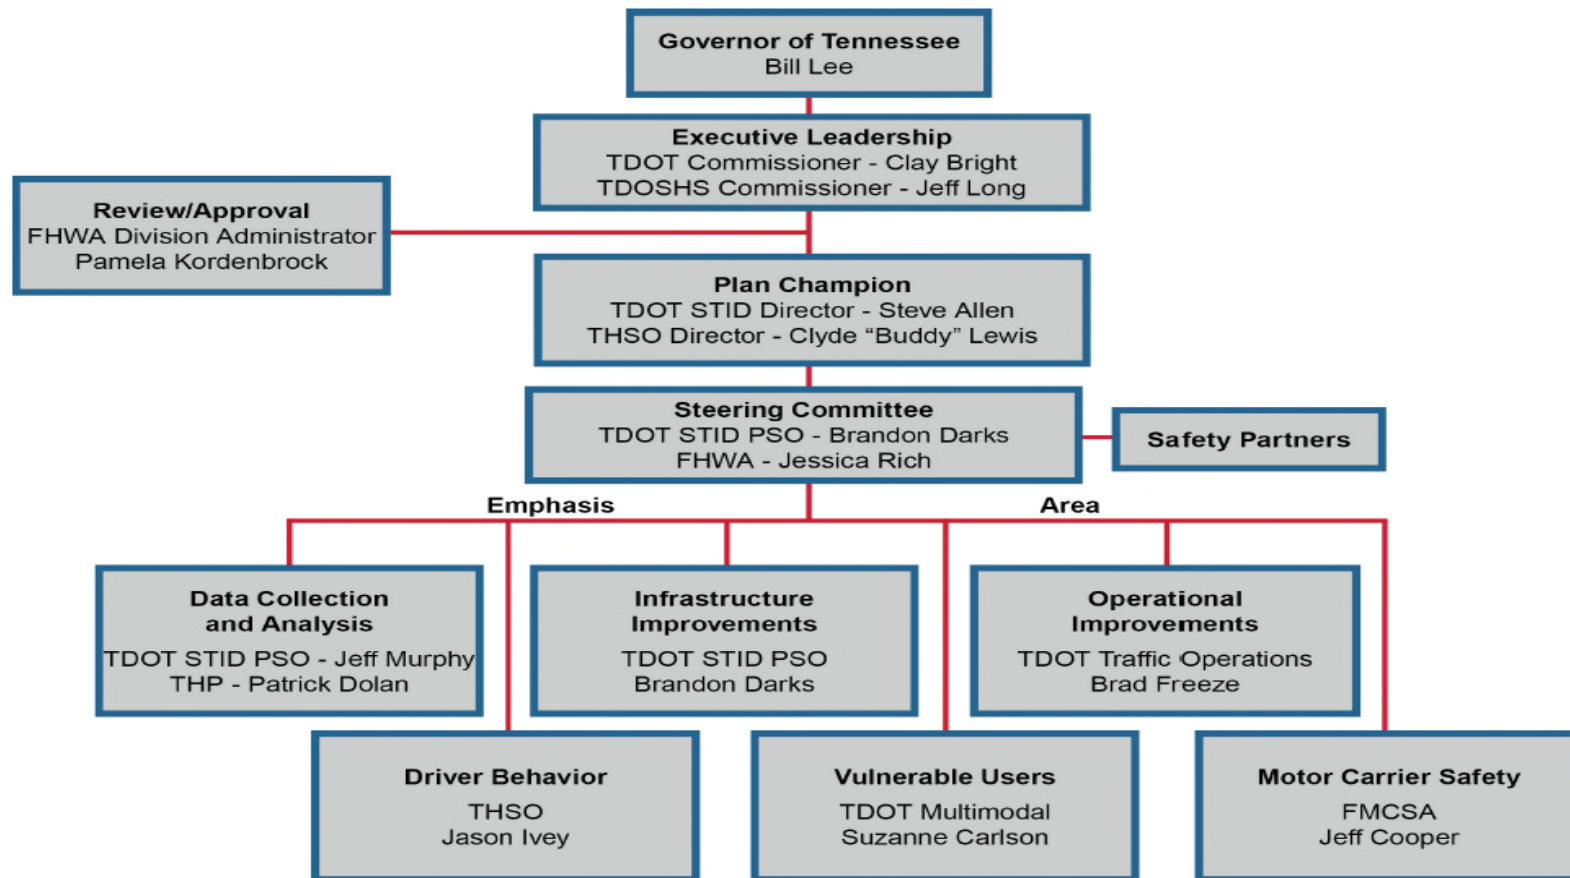 Governor of Tennessee
Bill Lee
Executive Leadership
TDOT Commissioner - Clay Bright
TDOSHS Commissioner - Jeff Long
Review/Approval
FHWA Division Administrator
Pamela Kordenbrock
Plan Champion
TDOT STID Director - Steve Allen
THSO Director - Clyde “Buddy” Lewis
Steering Committee
TDOT STID PSO - Brandon Darks
FHWA - Jessica Rich
Safety Partners
Emphasis Area
Data Collection
and Analysis
TDOT STID PSO - Jeff Murphy
THP - Patrick Dolan
Infrastructure
Improvements
TDOT STID PSO
Brandon Darks
Operational
Improvements
TDOT Traffic Operations
Brad Freeze
Driver Behavior
THSO
Jason Ivey
Vulnerable Users
TDOT Multimodal
Suzanne Carlson
Motor Carrier Safety
FMCSA
Jeff Cooper